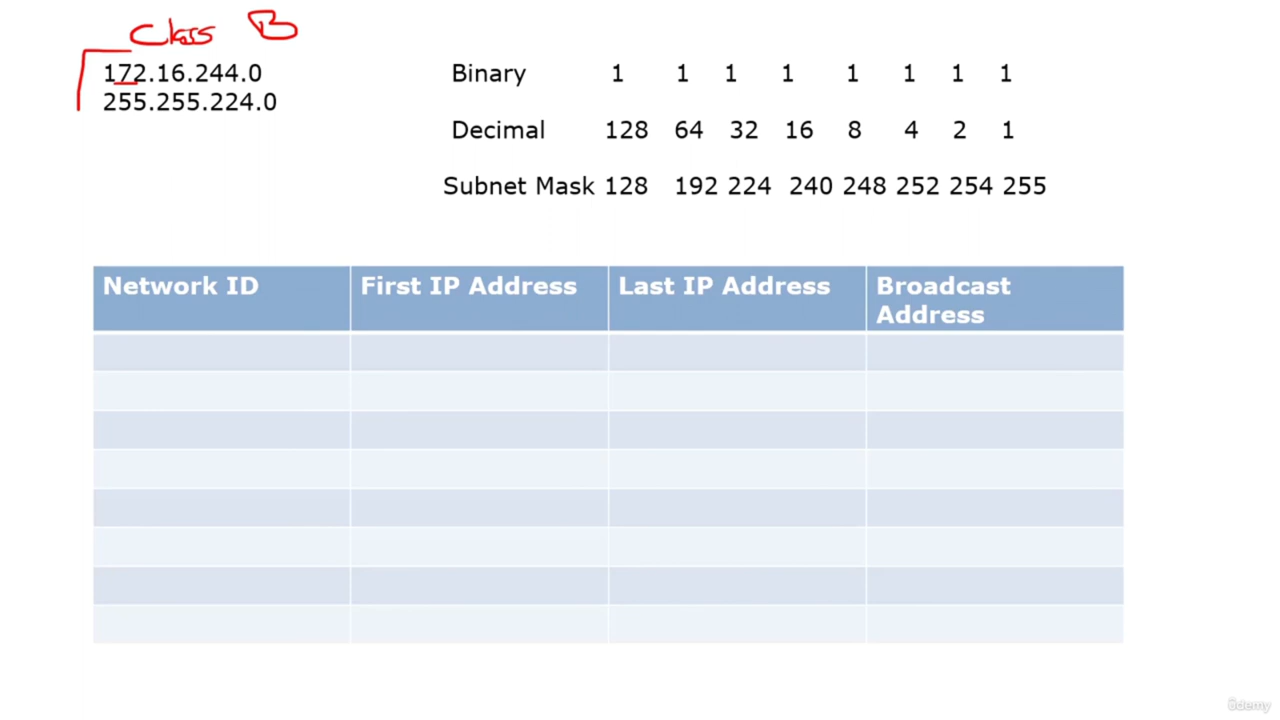 Class B
172.16.244.0
255.255.224.0
Binary 1 1 1 1 1 1 1 1
Decimal 128 64 32 16 8 4 2 1
Subnet Mask 128 192 224 240 248 252 254 255
Network ID First IP Address Last IP Address Broadcast
Address
ûdemy